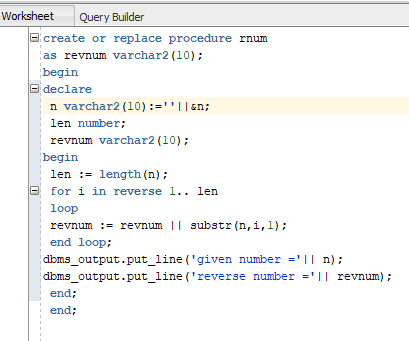 Worksheet Query Builder
create or replace procedure rnum
as revnum varchar2(10);
begin
declare
n varchar2(10):=''||&n;
len number;
revnum varchar2(10);
begin
len := length(n);
for i in reverse 1.. len
loop
revnum := revnum || substr(n,i,1);
end loop;
dbms_output.put_line('given number ='|| n);
dbms_output.put_line('reverse number ='|| revnum);
end;
end;